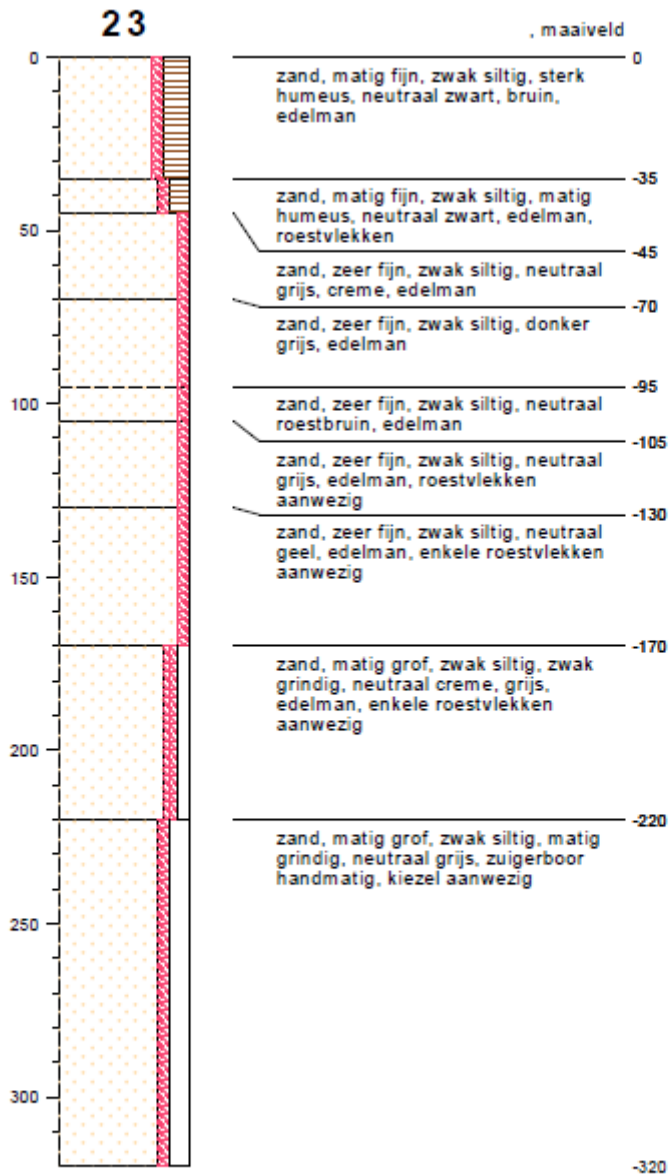 23
, maaiveld
0
0
zand, matig fijn, zwak siltig, sterk
humeus, neutraal zwart, bruin,
edelman
-35
zand, matig fijn, zwak siltig, matig
humeus, neutraal zwart, edelman,
roestvlekken
50
-45
zand, zeer fijn, zwak siltig, neutraal
grijs, creme, edelman
-70
zand, zeer fijn, zwak siltig, donker
grijs, edelman
-95
100
zand, zeer fijn, zwak siltig, neutraal
roestbruin, edelman
-105
zand, zeer fijn, zwak siltig, neutraal
grijs, edelman, roestvlekken
aanwezig
-130
zand, zeer fijn, zwak siltig, neutraal
geel, edelman, enkele roestvlekken
aanwezig
150
-170
zand, matig grof, zwak siltig, zwak
grindig, neutraal creme, grijs,
edelman, enkele roestvlekken
aanwezig
200
-220
zand, matig grof, zwak siltig, matig
grindig, neutraal grijs, zuigerboor
handmatig, kiezel aanwezig
250
300
-320